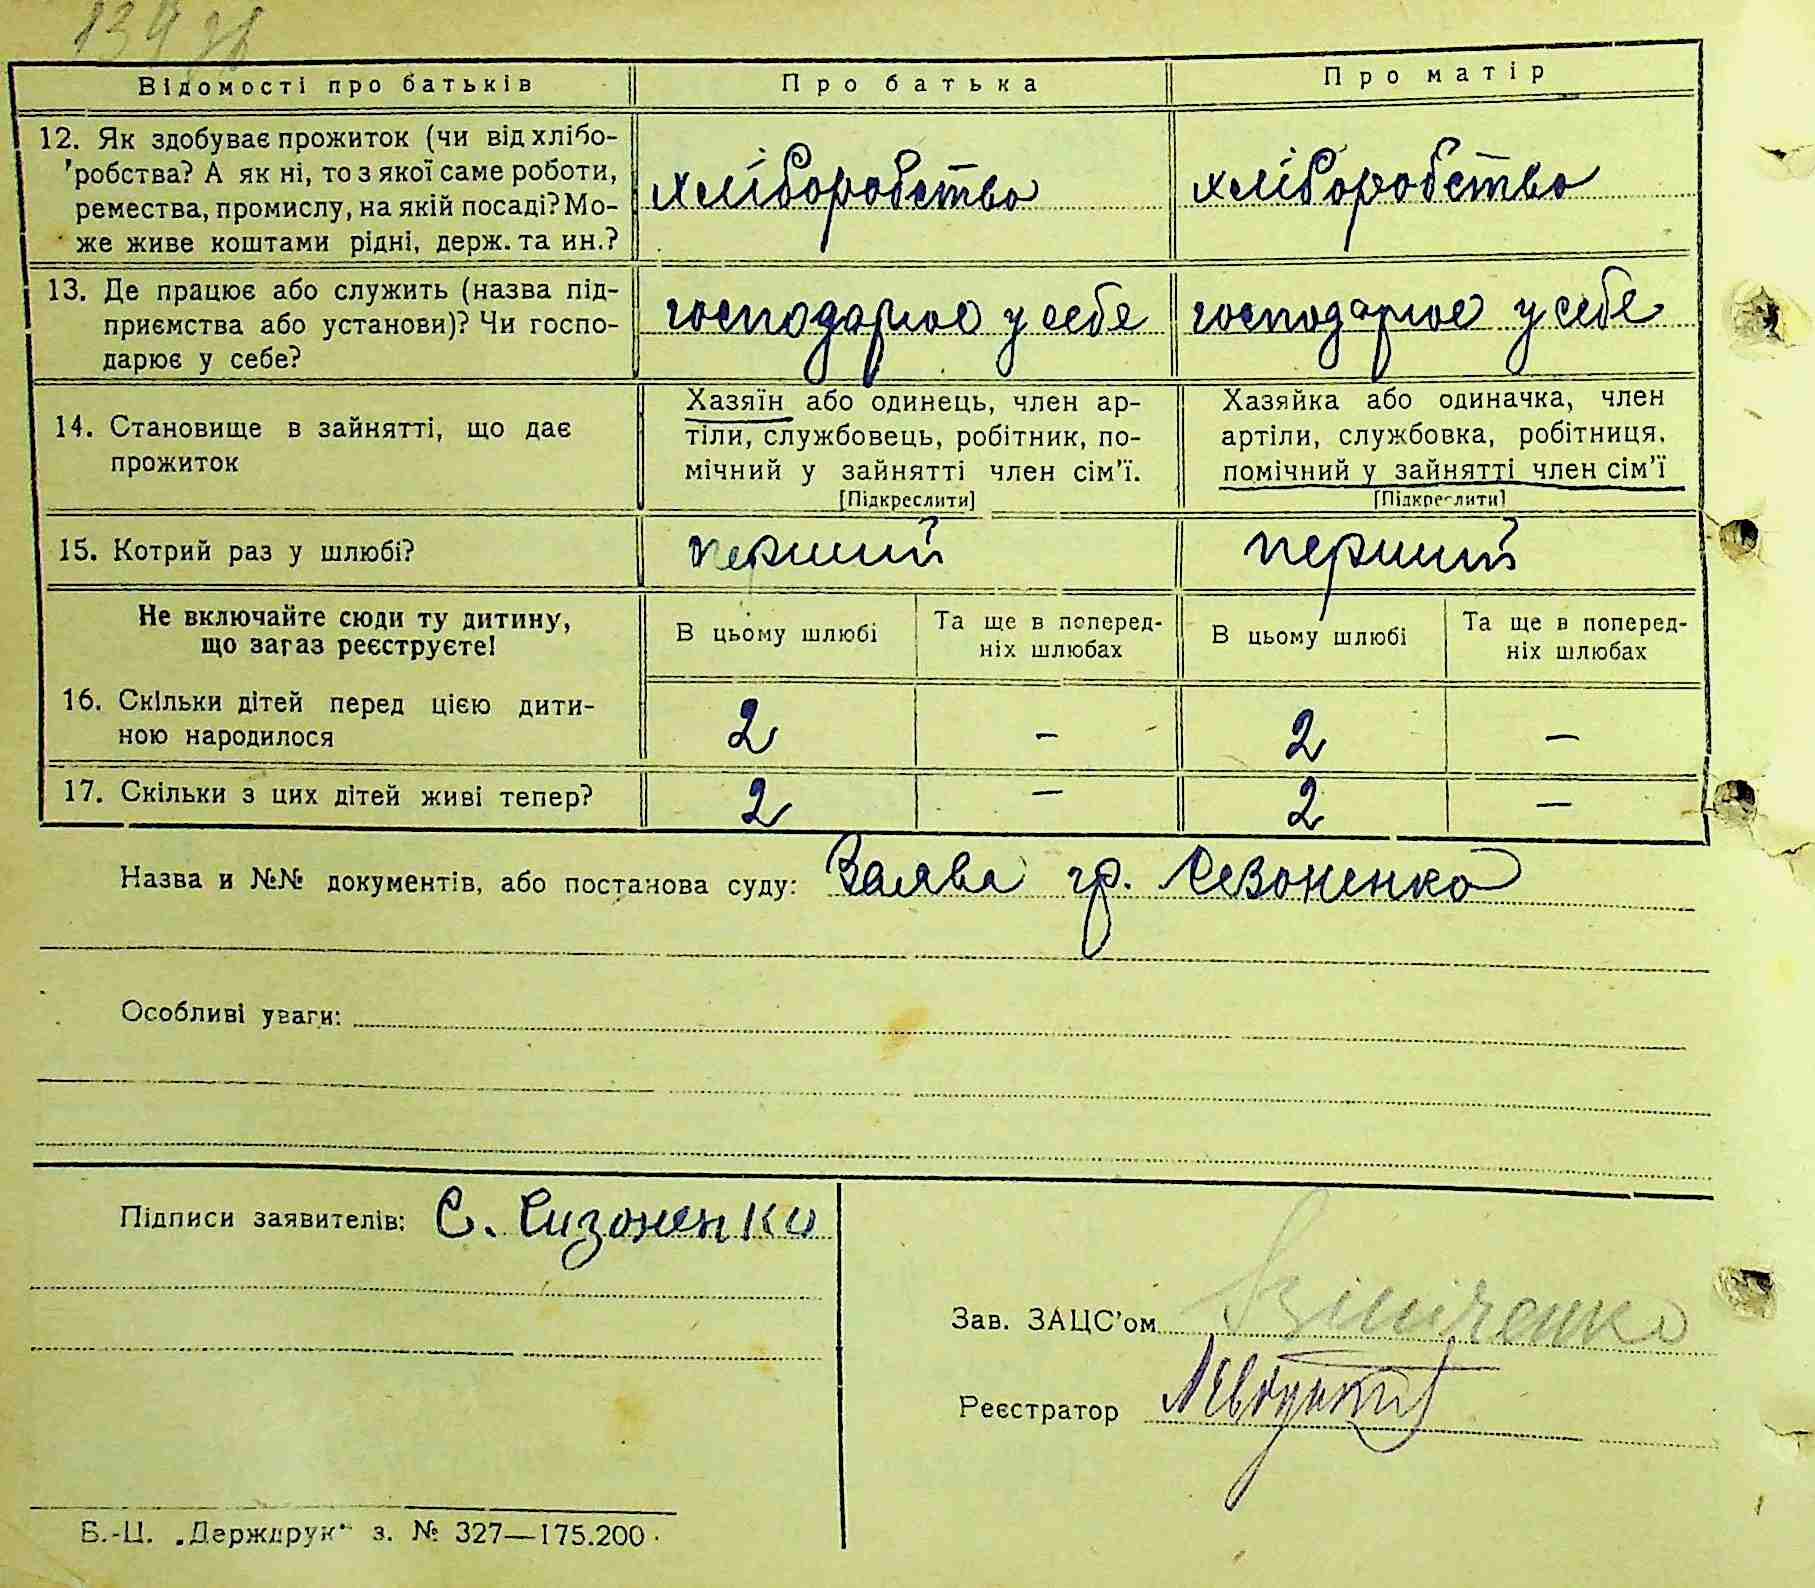 Відомості про батьків Про батька Про матір
12. Як здобуває прожиток (чи від хлібо-
робства? А як ні, то з якої саме роботи,
ремества, промислу, на якій посаді? Мо-
же живе коштами рідні, держ. та ин.?
хліборобство хліборобство
13. Де працює або служить (назва під-
приємства або установи)? Чи госпо-
дарює у себе?
господарює у себе господарює у себе
14. Становище в зайнятті, що дає
прожиток
Хазяїн або одинець, член ар-
тіли, службовець, робітник, по-
мічний у зайнятті член сім'ї.
[Підкреслити]
Хазяйка або одиначка, член
артіли, службовка, робітниця,
помічний у зайнятті член сім'ї
[Підкреслити]
15. Котрий раз у шлюбі? перший перший
Не включайте сюди ту дитину,
що зараз реєструєте!
В цьому шлюбі
Та ще в поперед-
ніх шлюбах
В цьому шлюбі
Та ще в поперед-
ніх шлюбах
16. Скільки дітей перед цією дити-
ною народилося
2 – 2 –
17. Скільки з цих дітей живі тепер? 2 – 2 –
Назва и №№ документів, або постанова суду: Заява гр. Сезоненко
Особливі уваги:
Підписи заявителів: С. Сизоненко
Зав. ЗАЦС'ом
Реєстратор
Б.-Ц. „Держдрук" з. № 327—175.200.